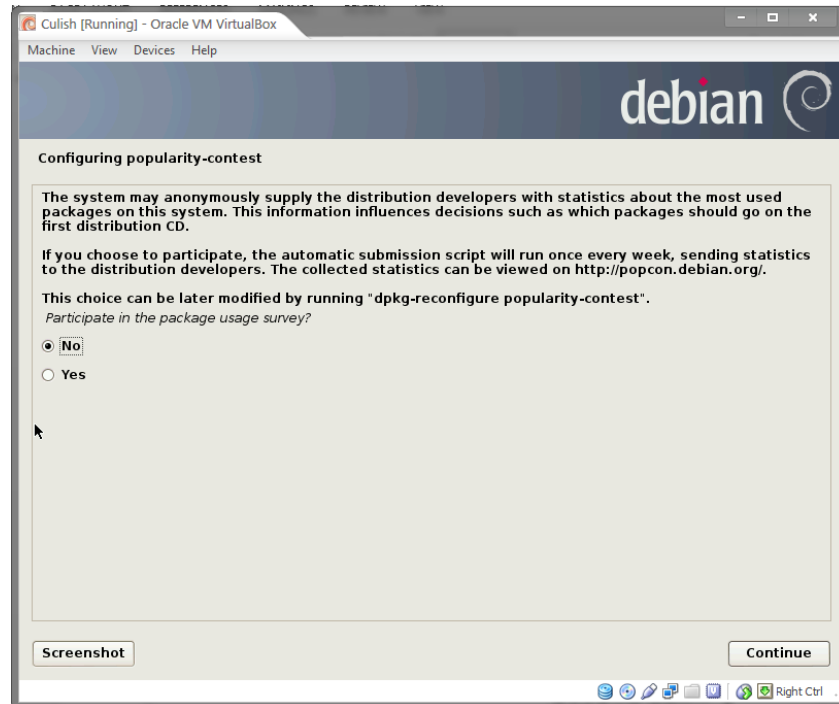 Culish [Running] - Oracle VM VirtualBox
Machine View Devices Help
debian
Configuring popularity-contest
The system may anonymously supply the distribution developers with statistics about the most used
packages on this system. This information influences decisions such as which packages should go on the
first distribution CD.
If you choose to participate, the automatic submission script will run once every week, sending statistics
to the distribution developers. The collected statistics can be viewed on http://popcon.debian.org/.
This choice can be later modified by running "dpkg-reconfigure popularity-contest".
Participate in the package usage survey?
No
Yes
Screenshot
Continue
Right Ctrl